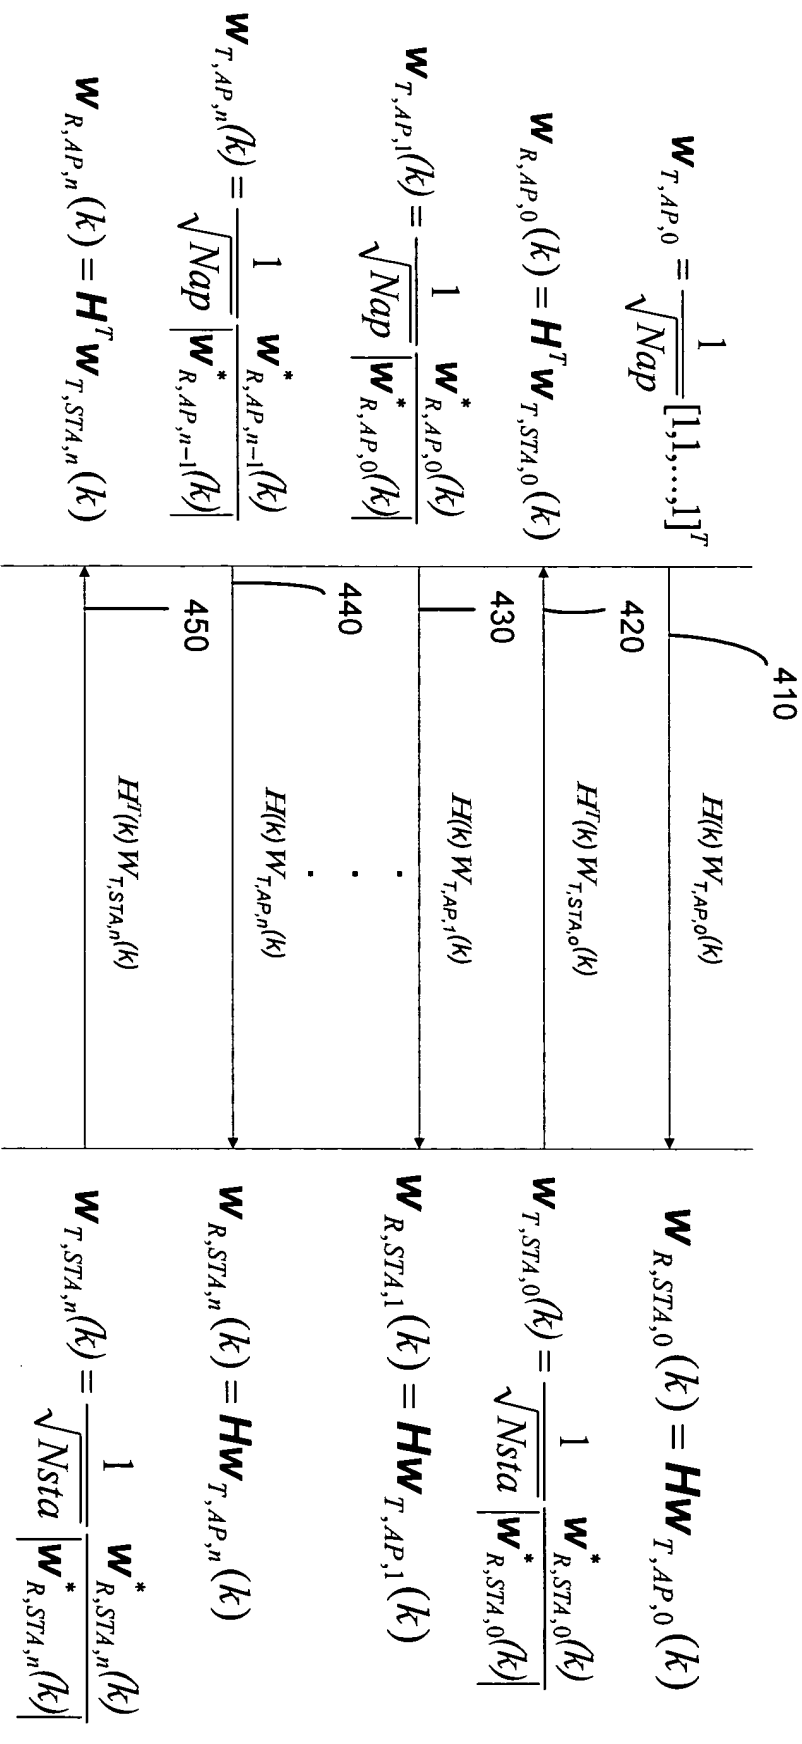 w_{T,AP,0} = \frac{1}{\sqrt{Nap}}[1,1,...,1]^T
410
H(k)W_{T,AP,0}(k)
w_{R,STA,0}(k) = Hw_{T,AP,0}(k)
w_{R,AP,0}(k) = H^T w_{T,STA,0}(k)
420
H^T(k)W_{T,STA,0}(k)
w_{T,STA,0}(k) = \frac{1}{\sqrt{Nsta}} \frac{w^*_{R,STA,0}(k)}{|w^*_{R,STA,0}(k)|}
w_{T,AP,1}(k) = \frac{1}{\sqrt{Nap}} \frac{w^*_{R,AP,0}(k)}{|w^*_{R,AP,0}(k)|}
430
H(k)W_{T,AP,1}(k)
w_{R,STA,1}(k) = Hw_{T,AP,1}(k)
. . .
w_{T,AP,n}(k) = \frac{1}{\sqrt{Nap}} \frac{w^*_{R,AP,n-1}(k)}{|w^*_{R,AP,n-1}(k)|}
440
H(k)W_{T,AP,n}(k)
w_{R,STA,n}(k) = Hw_{T,AP,n}(k)
w_{R,AP,n}(k) = H^T w_{T,STA,n}(k)
450
H^T(k)W_{T,STA,n}(k)
w_{T,STA,n}(k) = \frac{1}{\sqrt{Nsta}} \frac{w^*_{R,STA,n}(k)}{|w^*_{R,STA,n}(k)|}